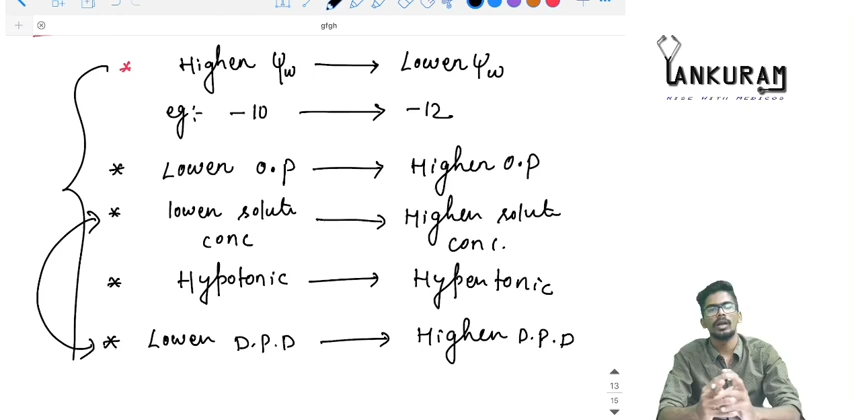 gfgh
* Higher Ψw → Lower Ψw
eg:- -10 → -12
* Lower O.P → Higher O.P
* lower solute conc → Higher solute conc.
* Hypotonic → Hypertonic
* Lower D.P.D → Higher D.P.D
YANKURAM
RISE WITH MEDICOS
13
15